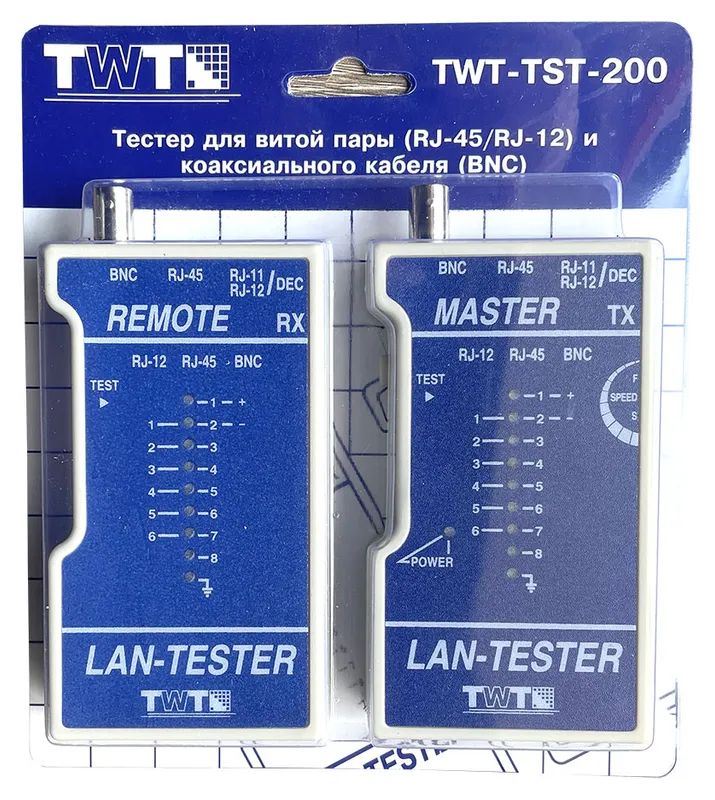 TWT
TWT-TST-200
Тестер для витой пары (RJ-45/RJ-12) и
коаксиального кабеля (BNC)
BNC RJ-45 RJ-11
RJ-12/DEC
REMOTE RX
RJ-12 RJ-45 BNC
TEST
1 +
1 2 -
2 3
3 4
4 5
5 6
6 7
8
LAN-TESTER
TWT
BNC RJ-45 RJ-11
RJ-12/DEC
MASTER TX
RJ-12 RJ-45 BNC
TEST
F
SPEED
S
1 +
1 2 -
2 3
3 4
4 5
5 6
6 7
8
POWER
LAN-TESTER
TWT
-TESTER